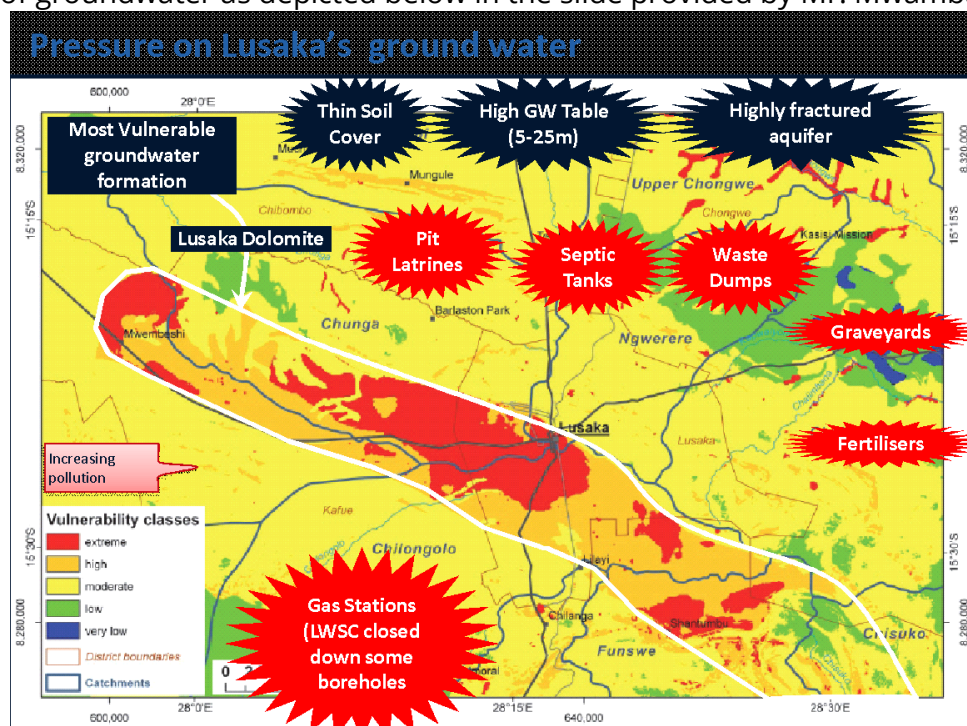 of groundwater as depicted below in the slide provided by Mr. Mwamb
Pressure on Lusaka's ground water
600,000
28°0'E
Most Vulnerable
groundwater
formation
Thin Soil
Cover
High GW Table
(5-25m)
Highly fractured
aquifer
8.320.000
8.320.000
15°15'S
15°15'S
Mungule
Upper Chongwe
Chibombo
Chongwe
Kasisi Mission
Lusaka Dolomite
Pit
Latrines
Septic
Tanks
Waste
Dumps
Barlaston Park
Chunga
Mwembeshi
Ngwerere
Graveyards
Lusaka
Lusaka
Fertilisers
Increasing
pollution
Vulnerability classes
extreme
high
moderate
low
very low
District boundaries
Catchments
Kafue
Chilongolo
15°30'S
15°30'S
Lilayi
Gas Stations
(LWSC closed
down some
boreholes
Chilanga
Shantumbu
Funswe
Crisuko
8.280.000
8.280.000
0
600,000
28°0'E
28°15'E
640,000
28°30'E